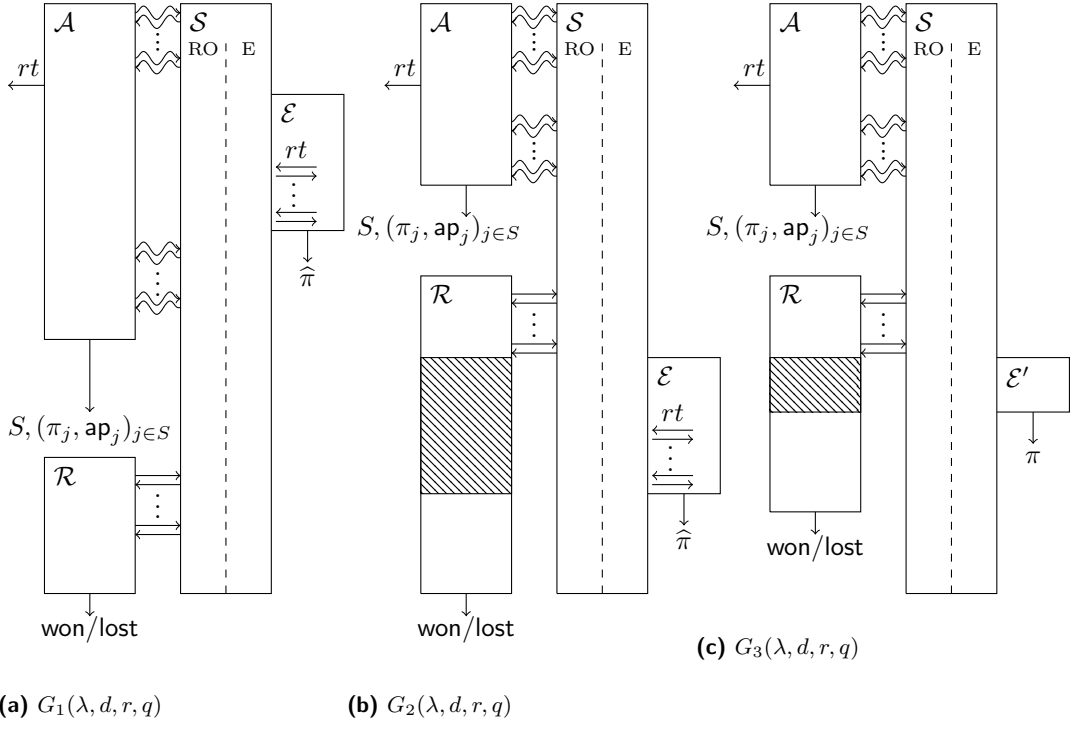 𝒜
𝒮
RO E
rt
ℰ
rt
π̂
S, (π_j, ap_j)_{j∈S}
ℛ
won/lost
(a) G_1(λ, d, r, q)
𝒜
𝒮
RO E
rt
S, (π_j, ap_j)_{j∈S}
ℛ
ℰ
rt
π̂
won/lost
(b) G_2(λ, d, r, q)
𝒜
𝒮
RO E
rt
S, (π_j, ap_j)_{j∈S}
ℛ
ℰ′
π
won/lost
(c) G_3(λ, d, r, q)